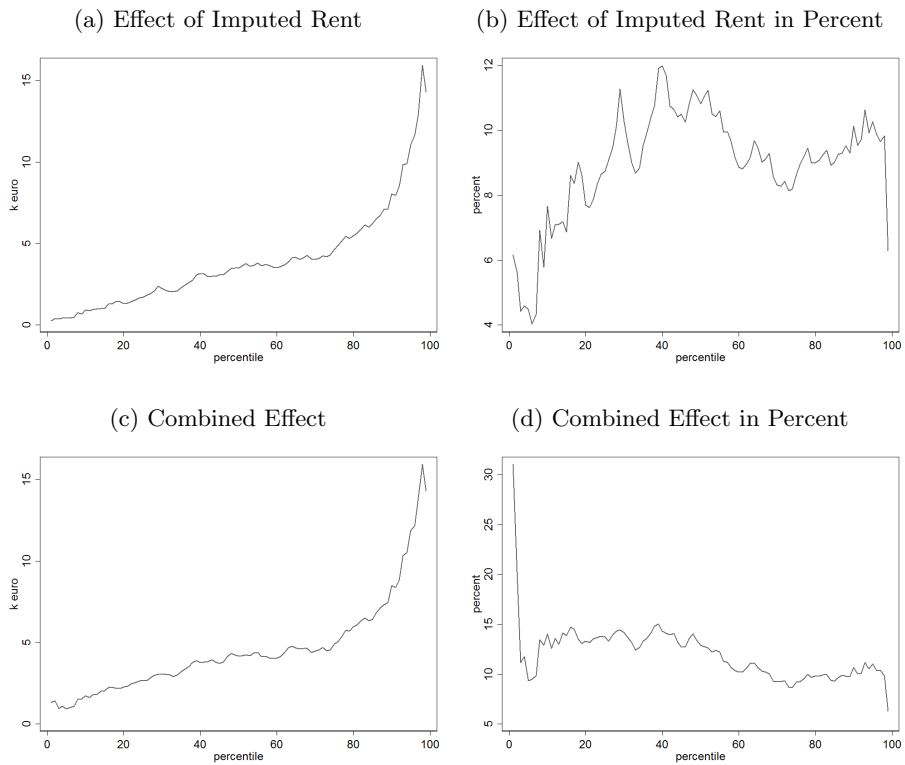 (a) Effect of Imputed Rent
k euro
15
10
5
0
0 20 40 60 80 100
percentile
(b) Effect of Imputed Rent in Percent
percent
12
10
8
6
4
0 20 40 60 80 100
percentile
(c) Combined Effect
k euro
15
10
5
0
0 20 40 60 80 100
percentile
(d) Combined Effect in Percent
percent
30
25
20
15
10
5
0 20 40 60 80 100
percentile